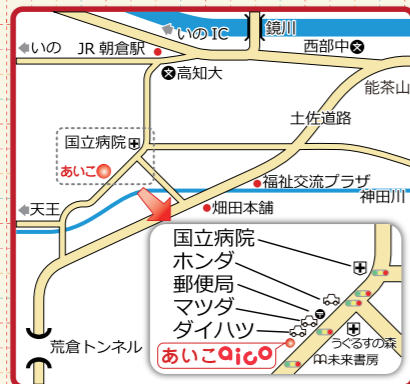 いの
いの IC
鏡川
西部中
JR 朝倉駅
高知大
能茶山
土佐道路
国立病院
あいこ
福祉交流プラザ
神田川
天王
畑田本舗
荒倉トンネル
国立病院
ホンダ
郵便局
マツダ
ダイハツ
あいこaico
うぐるすの森
未来書房